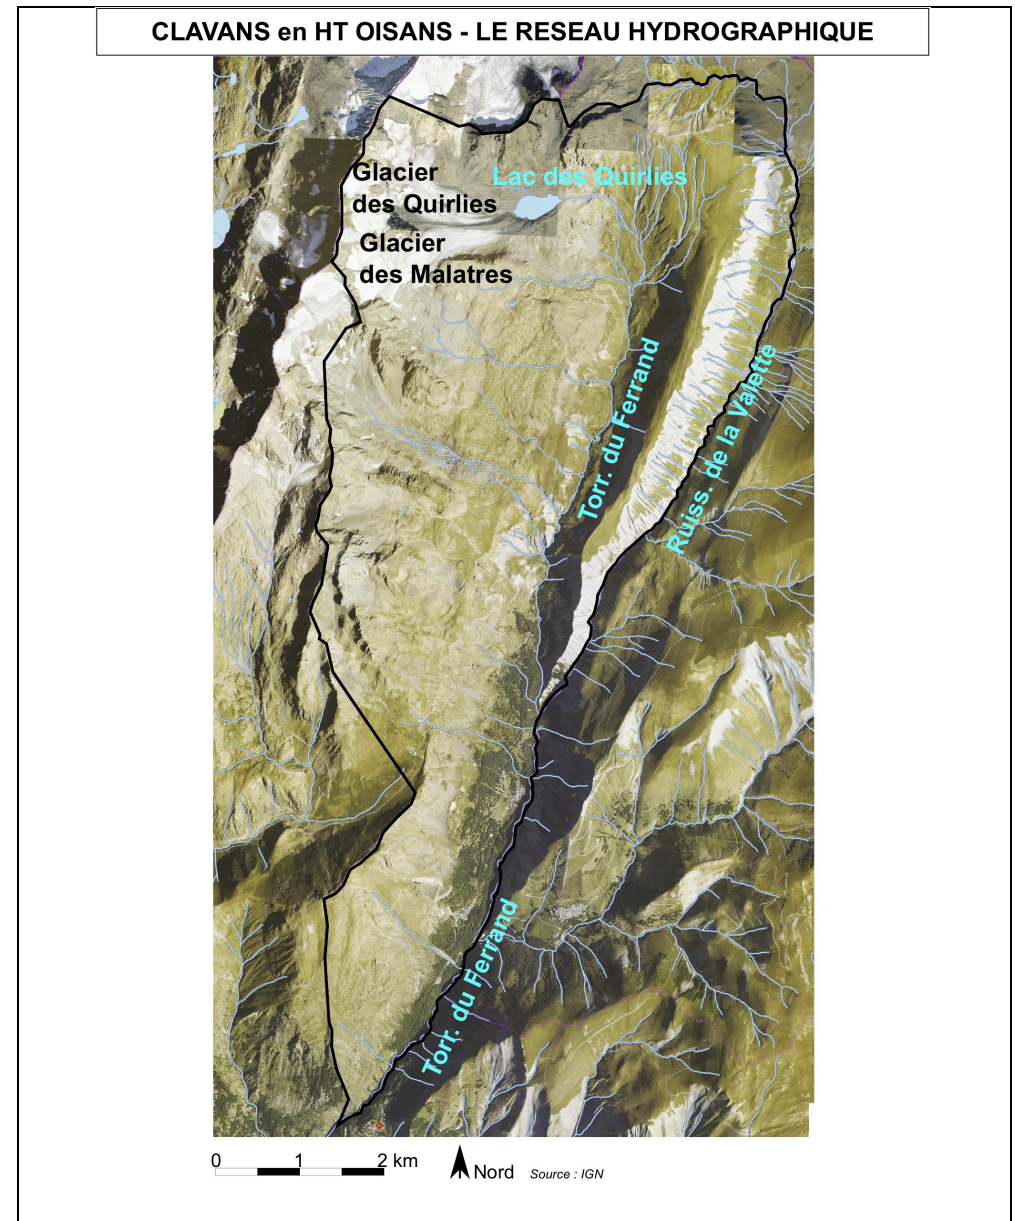 CLAVANS en HT OISANS - LE RESEAU HYDROGRAPHIQUE
Glacier
des Quirlies
Lac des Quirlies
Glacier
des Malatres
Torr. du Ferrand
Ruiss. de la Valette
Torr. du Ferrand
0 1 2 km
Nord
Source : IGN